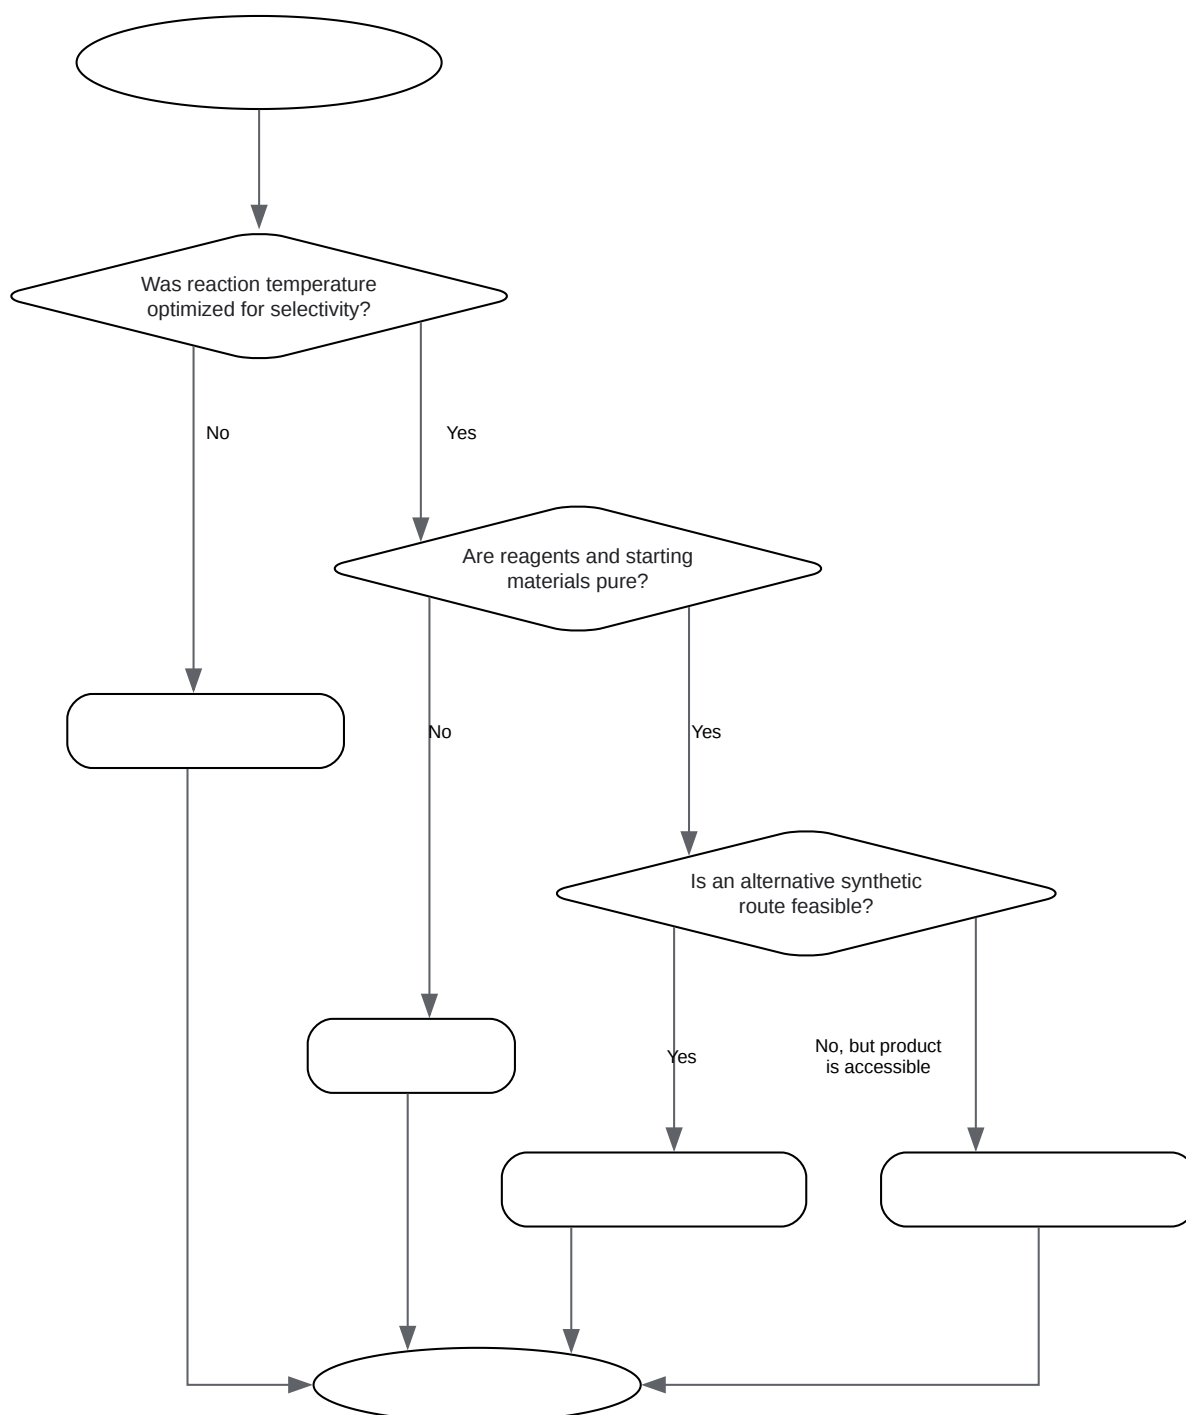 Was reaction temperature
optimized for selectivity?
No
Yes
Are reagents and starting
materials pure?
No
Yes
Is an alternative synthetic
route feasible?
Yes
No, but product
is accessible